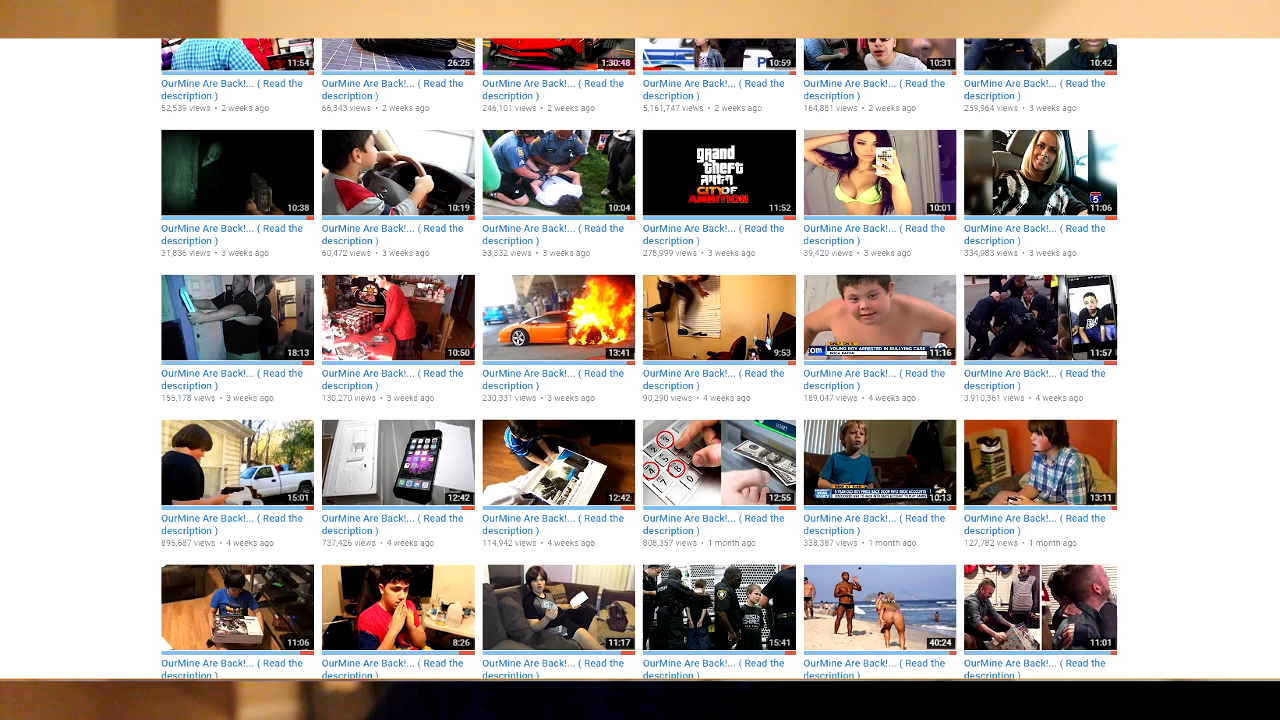 11:54 26:25 1:30:48 10:59 10:31 10:42
OurMine Are Back!... ( Read the OurMine Are Back!... ( Read the OurMine Are Back!... ( Read the OurMine Are Back!... ( Read the OurMine Are Back!... ( Read the OurMine Are Back!... ( Read the
description ) description ) description ) description ) description ) description )
52,539 views • 2 weeks ago 66,343 views • 2 weeks ago 246,101 views • 2 weeks ago 5,161,747 views • 2 weeks ago 164,881 views • 2 weeks ago 259,964 views • 3 weeks ago
grand
theft
CITY OF
AMBITION
5
10:38 10:19 10:04 11:52 10:01 11:06
OurMine Are Back!... ( Read the OurMine Are Back!... ( Read the OurMine Are Back!... ( Read the OurMine Are Back!... ( Read the OurMine Are Back!... ( Read the OurMine Are Back!... ( Read the
description ) description ) description ) description ) description ) description )
31,836 views • 3 weeks ago 60,472 views • 3 weeks ago 33,332 views • 3 weeks ago 278,999 views • 3 weeks ago 39,420 views • 3 weeks ago 334,983 views • 3 weeks ago
YOUNG BOY ARRESTED IN BULLYING CASE
18:13 10:50 13:41 9:53 11:16 11:57
OurMine Are Back!... ( Read the OurMine Are Back!... ( Read the OurMine Are Back!... ( Read the OurMine Are Back!... ( Read the OurMine Are Back!... ( Read the OurMine Are Back!... ( Read the
description ) description ) description ) description ) description ) description )
155,178 views • 3 weeks ago 130,270 views • 3 weeks ago 230,331 views • 3 weeks ago 90,290 views • 4 weeks ago 189,047 views • 4 weeks ago 3,910,361 views • 4 weeks ago
15:01 12:42 12:42 12:55 10:13 13:11
OurMine Are Back!... ( Read the OurMine Are Back!... ( Read the OurMine Are Back!... ( Read the OurMine Are Back!... ( Read the OurMine Are Back!... ( Read the OurMine Are Back!... ( Read the
description ) description ) description ) description ) description ) description )
895,687 views • 4 weeks ago 737,426 views • 4 weeks ago 114,942 views • 4 weeks ago 808,357 views • 1 month ago 338,387 views • 1 month ago 127,782 views • 1 month ago
11:06 8:26 11:17 15:41 40:24 11:01
OurMine Are Back!... ( Read the OurMine Are Back!... ( Read the OurMine Are Back!... ( Read the OurMine Are Back!... ( Read the OurMine Are Back!... ( Read the OurMine Are Back!... ( Read the
description ) description ) description ) description ) description ) description )